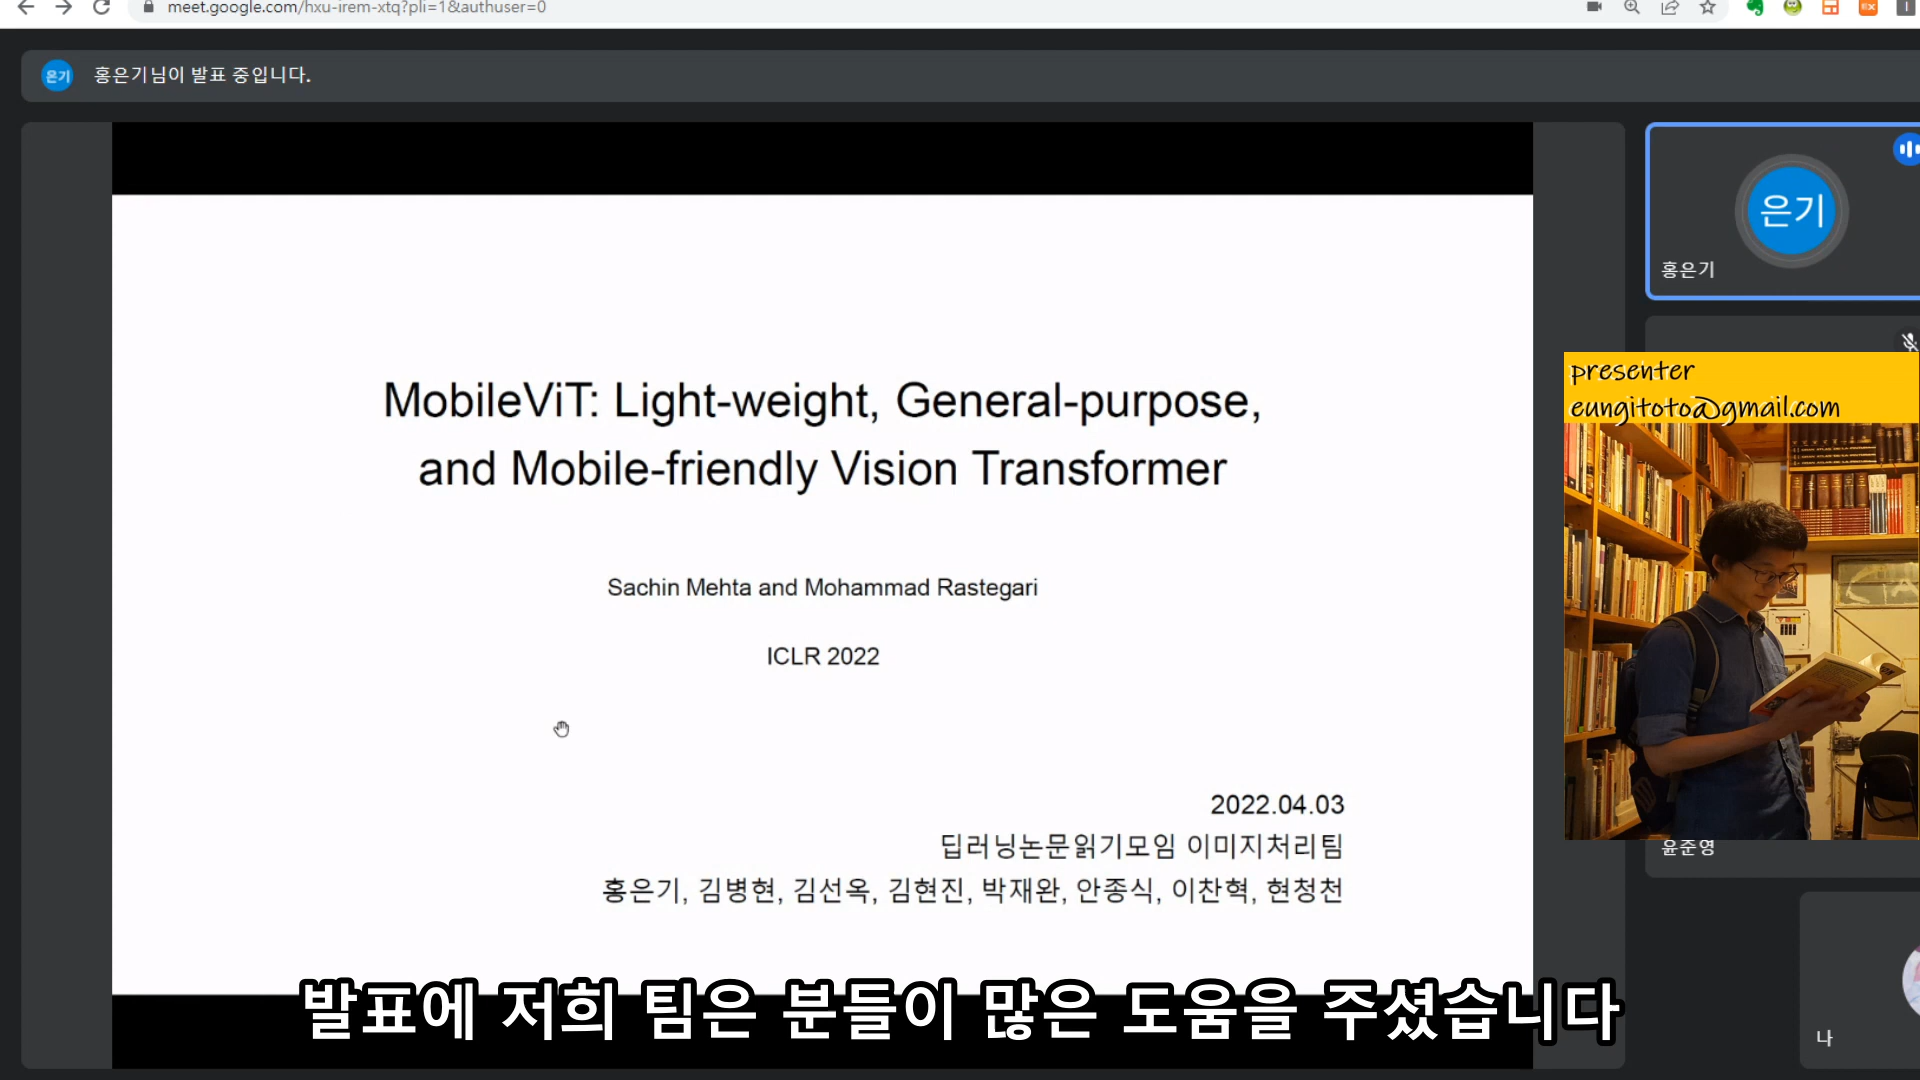 meet.google.com/hxu-irem-xtq?pli=1&authuser=0
은기 홍은기님이 발표 중입니다.
은기
홍은기
presenter
eungitoto@gmail.com
MobileViT: Light-weight, General-purpose,
and Mobile-friendly Vision Transformer
Sachin Mehta and Mohammad Rastegari
ICLR 2022
2022.04.03
딥러닝논문읽기모임 이미지처리팀
홍은기, 김병현, 김선옥, 김현진, 박재완, 안종식, 이찬혁, 현청천
윤준영
발표에 저희 팀은 분들이 많은 도움을 주셨습니다
나